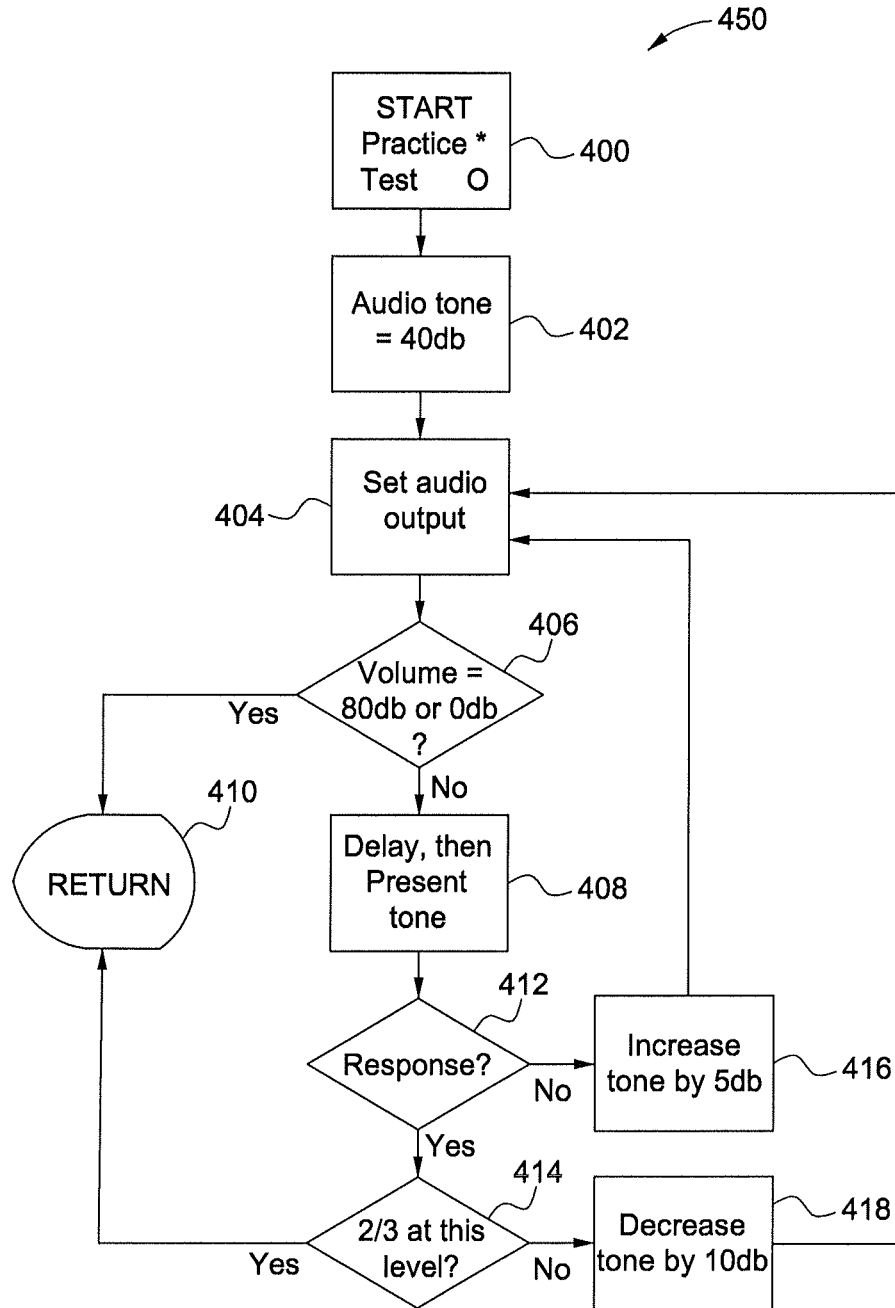 450
START
Practice *
Test O
400
Audio tone
= 40db
402
Set audio
output
404
406
Volume =
80db or 0db
?
Yes
No
410
RETURN
Delay, then
Present
tone
408
412
Response?
No
Increase
tone by 5db
416
Yes
414
2/3 at this
level?
Yes
No
Decrease
tone by 10db
418